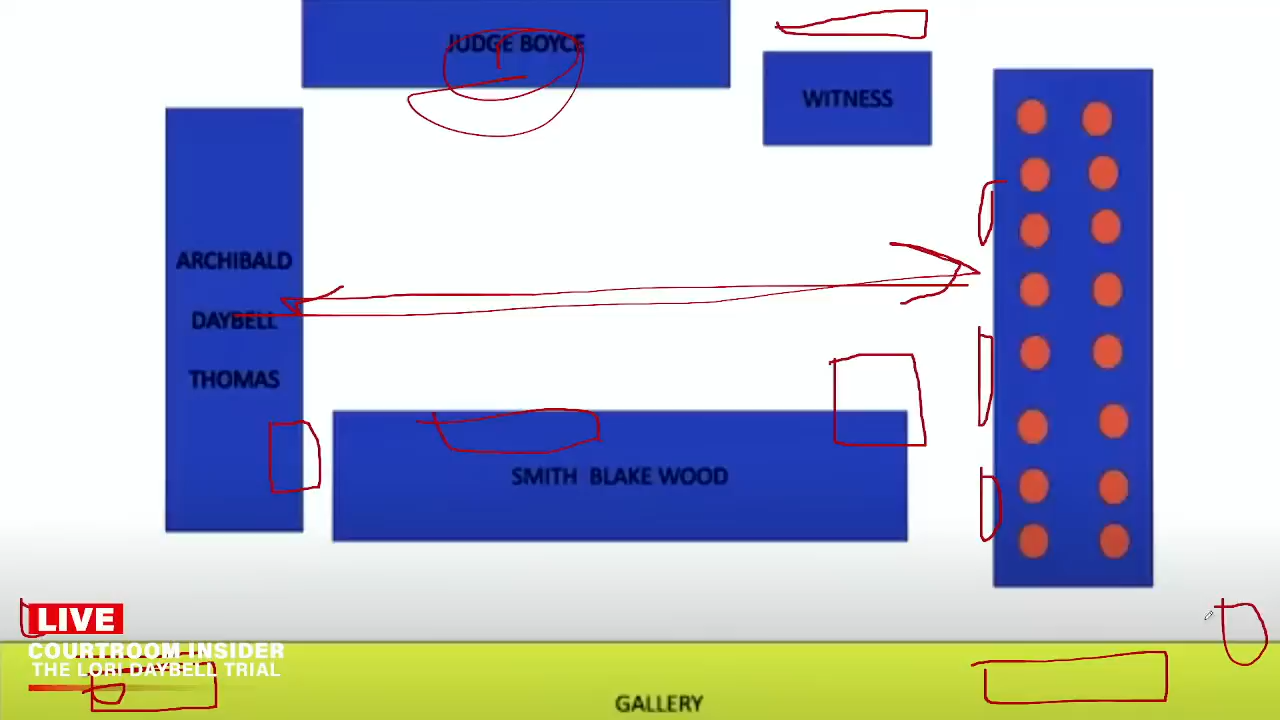 JUDGE BOYCE
WITNESS
ARCHIBALD
DAYBELL
THOMAS
SMITH BLAKE WOOD
LIVE
COURTROOM INSIDER
THE LORI DAYBELL TRIAL
GALLERY